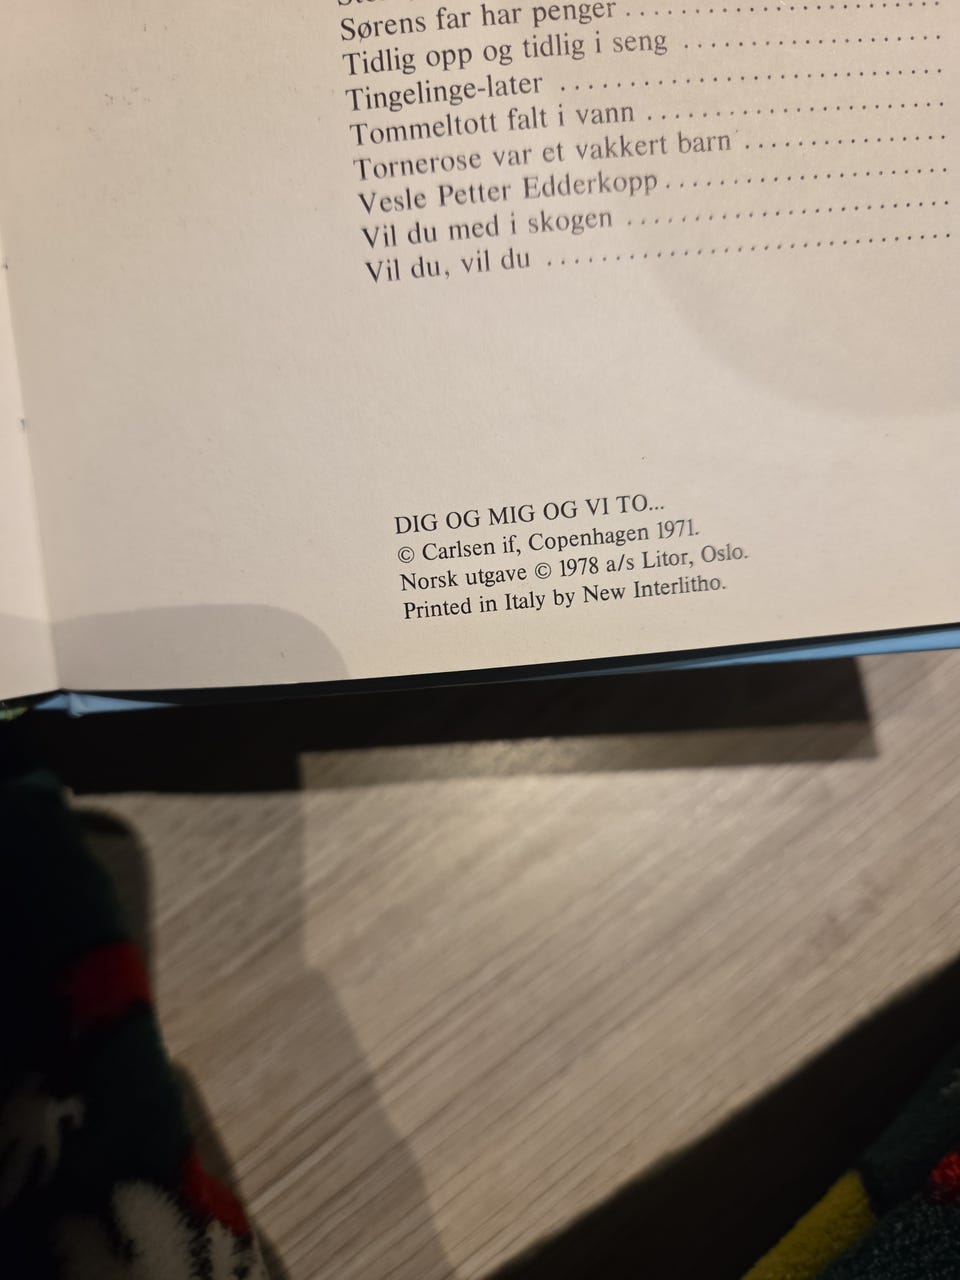 Sørens far har penger ........................
Tidlig opp og tidlig i seng ....................
Tingelinge-later .............................
Tommeltott falt i vann .......................
Tornerose var et vakkert barn ................
Vesle Petter Edderkopp......................
Vil du med i skogen .........................
Vil du, vil du ...............................
DIG OG MIG OG VI TO...
© Carlsen if, Copenhagen 1971.
Norsk utgave © 1978 a/s Litor, Oslo.
Printed in Italy by New Interlitho.